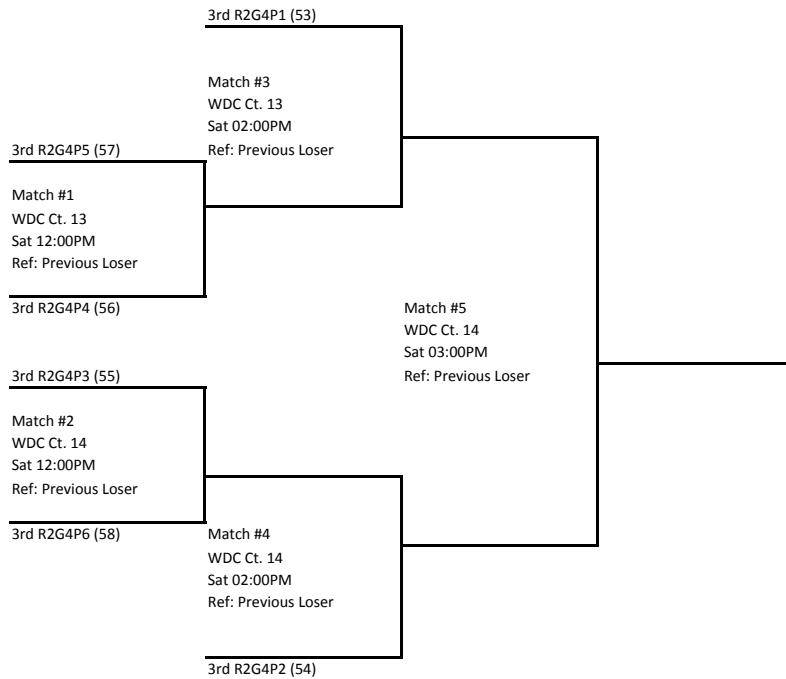 3rd R2G4P1 (53)
Match #3
WDC Ct. 13
Sat 02:00PM
Ref: Previous Loser
3rd R2G4P5 (57)
Match #1
WDC Ct. 13
Sat 12:00PM
Ref: Previous Loser
3rd R2G4P4 (56)
Match #5
WDC Ct. 14
Sat 03:00PM
Ref: Previous Loser
3rd R2G4P3 (55)
Match #2
WDC Ct. 14
Sat 12:00PM
Ref: Previous Loser
3rd R2G4P6 (58)
Match #4
WDC Ct. 14
Sat 02:00PM
Ref: Previous Loser
3rd R2G4P2 (54)